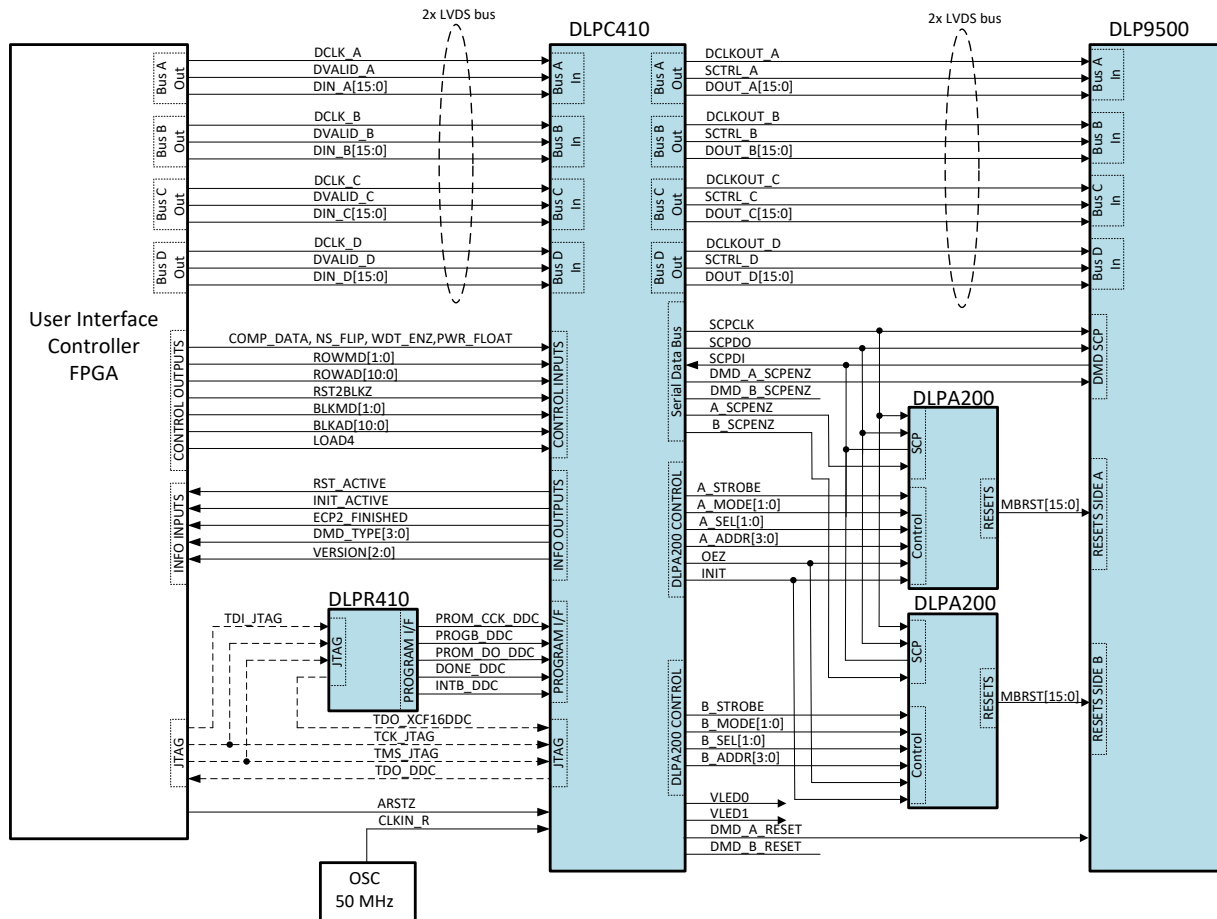 2x LVDS bus
2x LVDS bus
DLPC410
DLP9500
User Interface
Controller
FPGA
Bus A
Out
Bus B
Out
Bus C
Out
Bus D
Out
CONTROL OUTPUTS
INFO INPUTS
JTAG
DCLK_A
DVALID_A
DIN_A[15:0]
DCLK_B
DVALID_B
DIN_B[15:0]
DCLK_C
DVALID_C
DIN_C[15:0]
DCLK_D
DVALID_D
DIN_D[15:0]
COMP_DATA, NS_FLIP, WDT_ENZ,PWR_FLOAT
ROWMD[1:0]
ROWAD[10:0]
RST2BLKZ
BLKMD[1:0]
BLKAD[10:0]
LOAD4
RST_ACTIVE
INIT_ACTIVE
ECP2_FINISHED
DMD_TYPE[3:0]
VERSION[2:0]
DLPR410
JTAG
PROGRAM I/F
TDI_JTAG
PROM_CCK_DDC
PROGB_DDC
PROM_DO_DDC
DONE_DDC
INTB_DDC
TDO_XCF16DDC
TCK_JTAG
TMS_JTAG
TDO_DDC
ARSTZ
CLKIN_R
OSC
50 MHz
Bus A
In
Bus B
In
Bus C
In
Bus D
In
CONTROL INPUTS
INFO OUTPUTS
PROGRAM I/F
JTAG
Bus A
Out
Bus B
Out
Bus C
Out
Bus D
Out
Serial Data Bus
DLPA200 CONTROL
DLPA200 CONTROL
DCLKOUT_A
SCTRL_A
DOUT_A[15:0]
DCLKOUT_B
SCTRL_B
DOUT_B[15:0]
DCLKOUT_C
SCTRL_C
DOUT_C[15:0]
DCLKOUT_D
SCTRL_D
DOUT_D[15:0]
SCPCLK
SCPDO
SCPDI
DMD_A_SCPENZ
DMD_B_SCPENZ
A_SCPENZ
B_SCPENZ
A_STROBE
A_MODE[1:0]
A_SEL[1:0]
A_ADDR[3:0]
OEZ
INIT
B_STROBE
B_MODE[1:0]
B_SEL[1:0]
B_ADDR[3:0]
VLED0
VLED1
DMD_A_RESET
DMD_B_RESET
DLPA200
SCP
Control
RESETS
MBRST[15:0]
DLPA200
SCP
Control
RESETS
MBRST[15:0]
Bus A
In
Bus B
In
Bus C
In
Bus D
In
DMD SCP
RESETS SIDE A
RESETS SIDE B